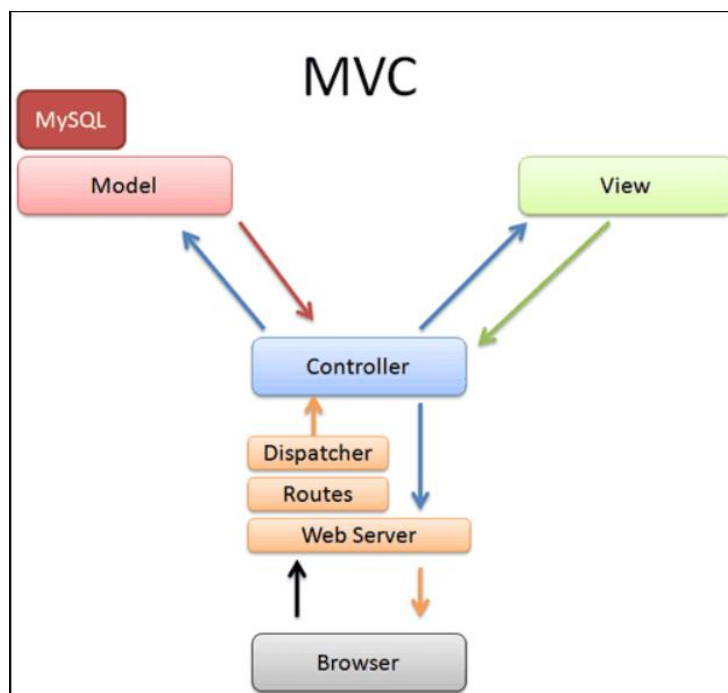 MVC
MySQL
Model
View
Controller
Dispatcher
Routes
Web Server
Browser